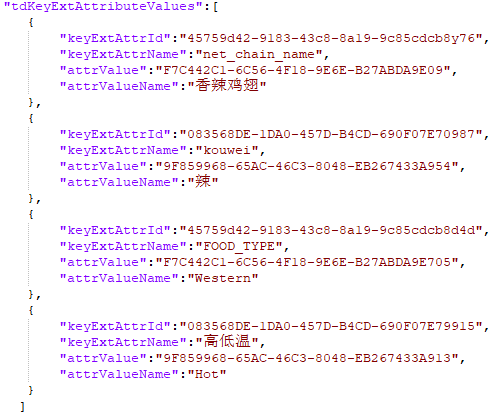 "tdKeyExtAttributeValues":[
{
"keyExtAttrId":"45759d42-9183-43c8-8a19-9c85cdcb8y76",
"keyExtAttrName":"net_chain_name",
"attrValue":"F7C442C1-6C56-4F18-9E6E-B27ABDA9E09",
"attrValueName":"香辣鸡翅"
},
{
"keyExtAttrId":"083568DE-1DA0-457D-B4CD-690F07E70987",
"keyExtAttrName":"kouwei",
"attrValue":"9F859968-65AC-46C3-8048-EB267433A954",
"attrValueName":"辣"
},
{
"keyExtAttrId":"45759d42-9183-43c8-8a19-9c85cdcb8d4d",
"keyExtAttrName":"FOOD_TYPE",
"attrValue":"F7C442C1-6C56-4F18-9E6E-B27ABDA9E705",
"attrValueName":"Western"
},
{
"keyExtAttrId":"083568DE-1DA0-457D-B4CD-690F07E79915",
"keyExtAttrName":"高低温",
"attrValue":"9F859968-65AC-46C3-8048-EB267433A913",
"attrValueName":"Hot"
}
]